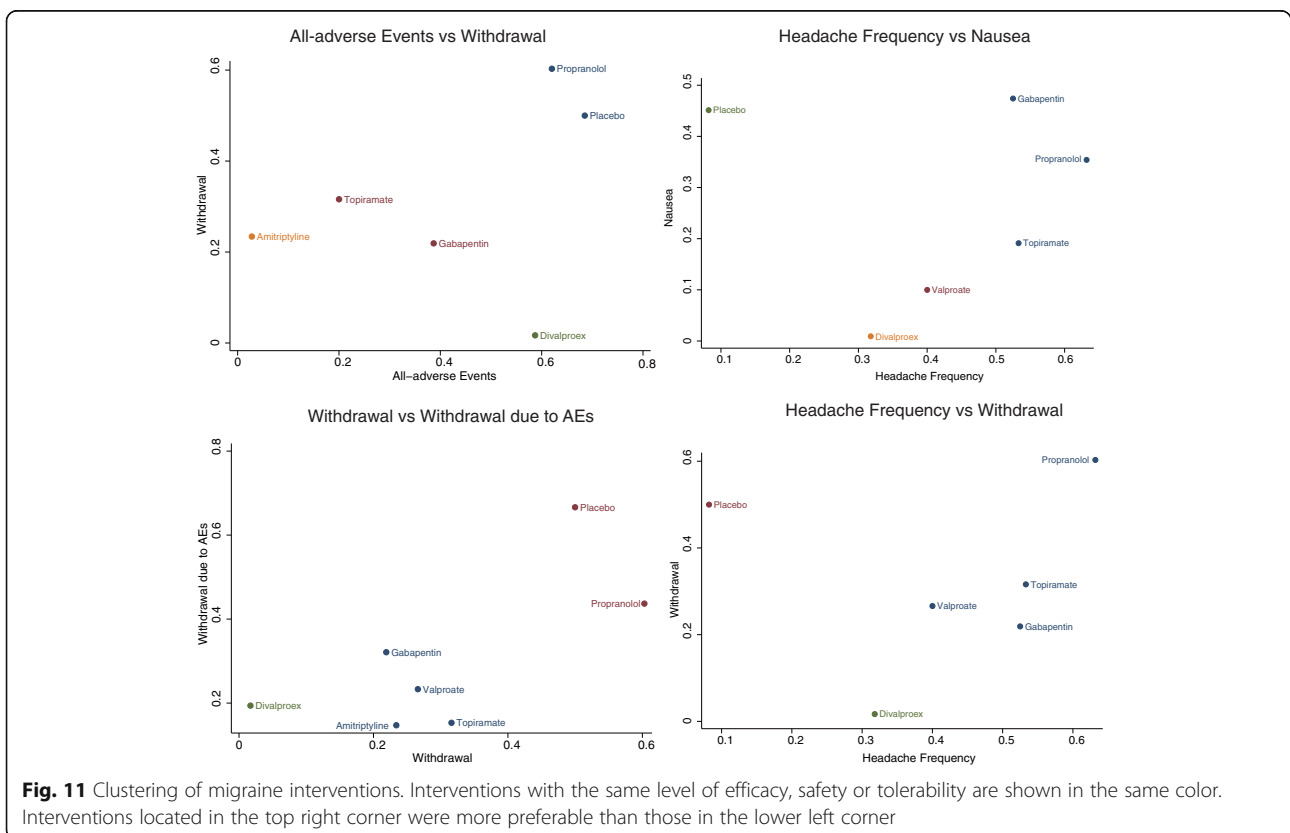 All-adverse Events vs Withdrawal
Withdrawal
0.6
0.4
0.2
0
Propranolol
Placebo
Topiramate
Amitriptyline
Gabapentin
Divalproex
0 0.2 0.4 0.6 0.8
All-adverse Events
Headache Frequency vs Nausea
Nausea
0.5
0.4
0.3
0.2
0.1
0
Gabapentin
Placebo
Propranolol
Topiramate
Valproate
Divalproex
0.1 0.2 0.3 0.4 0.5 0.6
Headache Frequency
Withdrawal vs Withdrawal due to AEs
Withdrawal due to AEs
0.8
0.6
0.4
0.2
Placebo
Propranolol
Gabapentin
Valproate
Divalproex
Amitriptyline
Topiramate
0 0.2 0.4 0.6
Withdrawal
Headache Frequency vs Withdrawal
Withdrawal
0.6
0.4
0.2
0
Propranolol
Placebo
Topiramate
Valproate
Gabapentin
Divalproex
0.1 0.2 0.3 0.4 0.5 0.6
Headache Frequency
Fig. 11 Clustering of migraine interventions. Interventions with the same level of efficacy, safety or tolerability are shown in the same color.
Interventions located in the top right corner were more preferable than those in the lower left corner